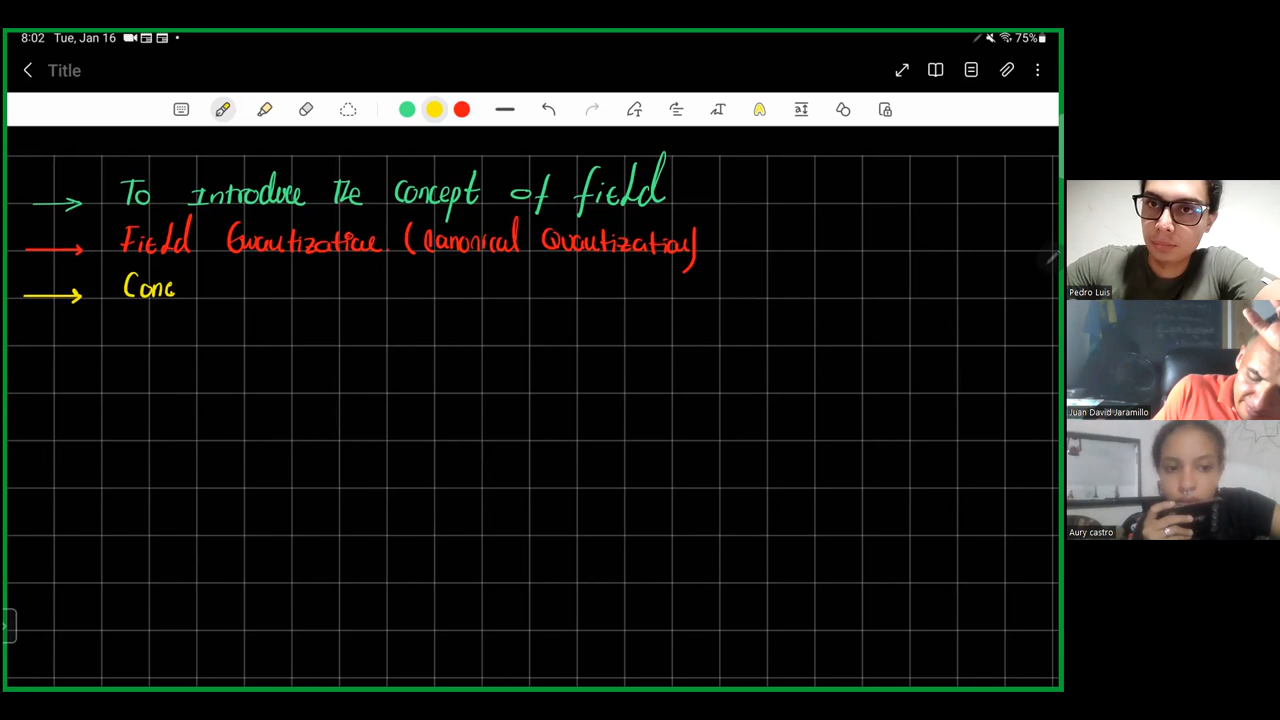 8:02 Tue, Jan 16
75%
Title
→ To Introduce the concept of field
→ Field Quantization (Canonical Quantization)
→ Conc
Pedro Luis
Juan David Jaramillo
Aury castro